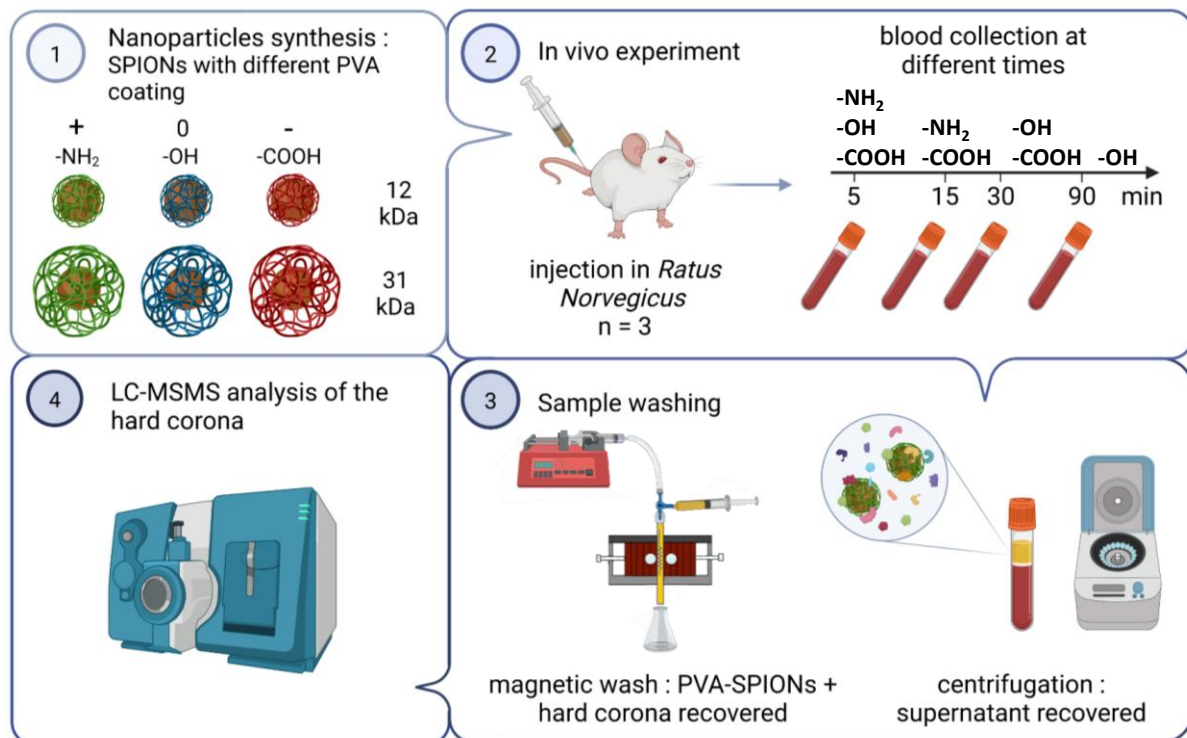 1
Nanoparticles synthesis :
SPIONs with different PVA
coating
+ 0 -
-NH₂ -OH -COOH
12
kDa
31
kDa
2
In vivo experiment
injection in Ratus
Norvegicus
n = 3
blood collection at
different times
-NH₂
-OH -NH₂ -OH
-COOH -COOH -COOH -OH
5 15 30 90 min
3
Sample washing
magnetic wash : PVA-SPIONs +
hard corona recovered
centrifugation :
supernatant recovered
4
LC-MSMS analysis of the
hard corona